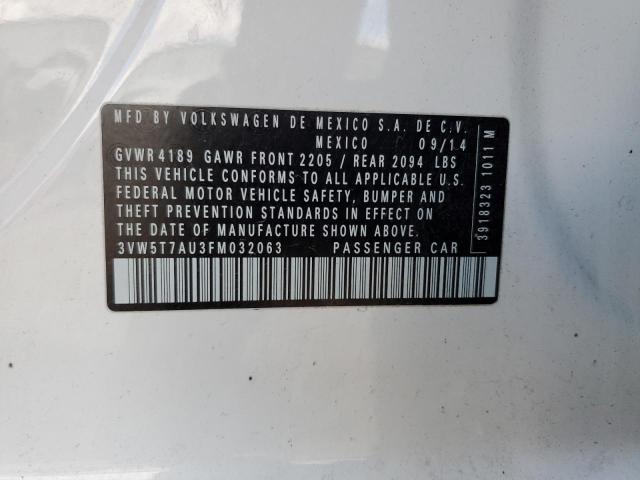 MFD BY VOLKSWAGEN DE MEXICO S.A. DE C.V.
MEXICO 09/14
GVWR 4189 GAWR FRONT 2205 / REAR 2094 LBS
THIS VEHICLE CONFORMS TO ALL APPLICABLE U.S.
FEDERAL MOTOR VEHICLE SAFETY, BUMPER AND
THEFT PREVENTION STANDARDS IN EFFECT ON
THE DATE OF MANUFACTURE SHOWN ABOVE.
3VW5T7AU3FM032063 PASSENGER CAR
3918323 1011 M